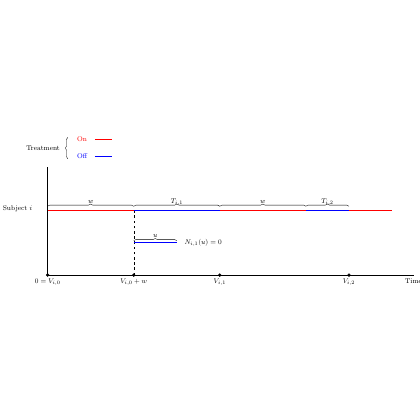 On
Treatment
Off
w T_{i,1} w T_{i,2}
Subject i
u
N_{i,1}(u) = 0
0 = V_{i,0} V_{i,0} + w V_{i,1} V_{i,2} Time